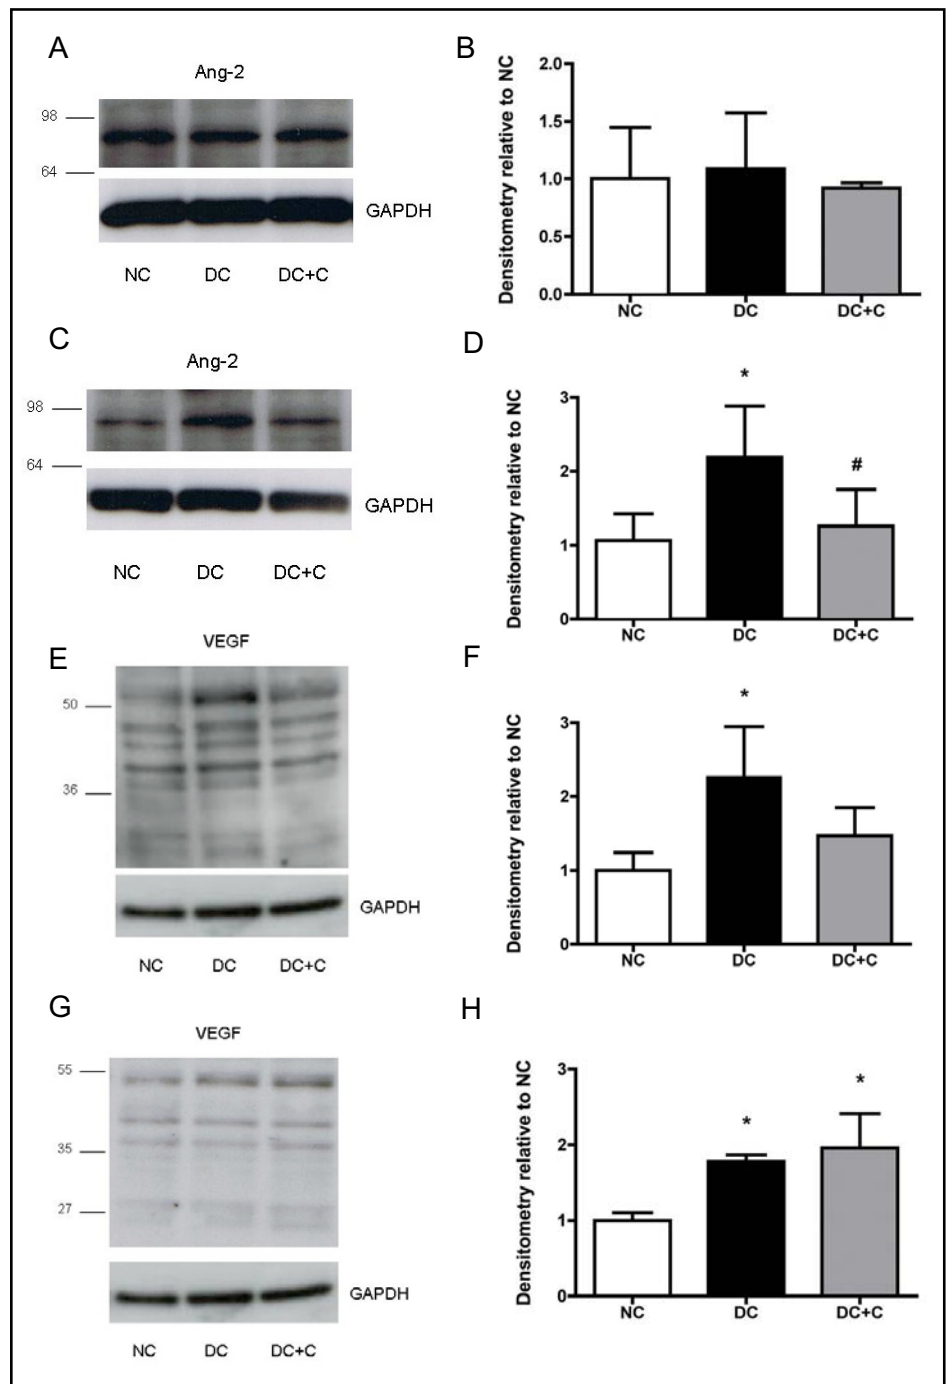 A
Ang-2
98
64
GAPDH
NC DC DC+C
B
Densitometry relative to NC
2.0
1.5
1.0
0.5
0.0
NC DC DC+C
C
Ang-2
98
64
GAPDH
NC DC DC+C
D
*
#
Densitometry relative to NC
3
2
1
0
NC DC DC+C
E
VEGF
50
36
GAPDH
NC DC DC+C
F
*
Densitometry relative to NC
3
2
1
0
NC DC DC+C
G
VEGF
55
35
27
GAPDH
NC DC DC+C
H
*
*
Densitometry relative to NC
3
2
1
0
NC DC DC+C